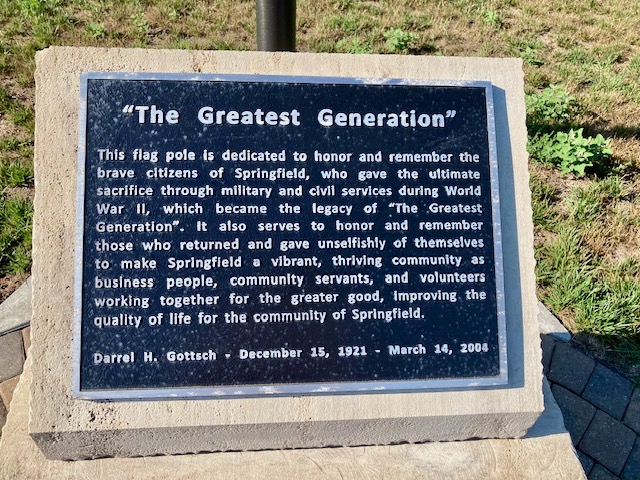 “The Greatest Generation”
This flag pole is dedicated to honor and remember the
brave citizens of Springfield, who gave the ultimate
sacrifice through military and civil services during World
War II, which became the legacy of “The Greatest
Generation”. It also serves to honor and remember
those who returned and gave unselfishly of themselves
to make Springfield a vibrant, thriving community as
business people, community servants, and volunteers
working together for the greater good, improving the
quality of life for the community of Springfield.
Darrel H. Gottsch - December 15, 1921 - March 14, 2004